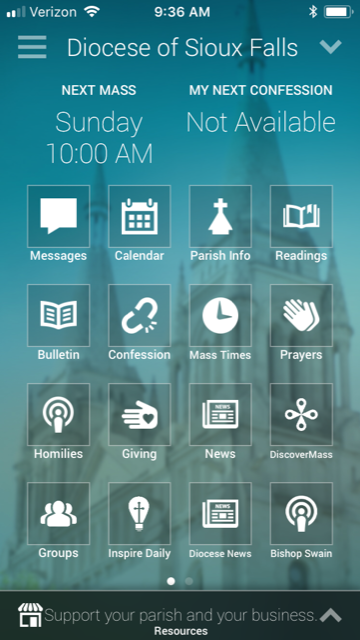 Verizon 9:36 AM
Diocese of Sioux Falls
NEXT MASS MY NEXT CONFESSION
Sunday Not Available
10:00 AM
Messages Calendar Parish Info Readings
Bulletin Confession Mass Times Prayers
NEWS
Homilies Giving News DiscoverMass
NEWS
Groups Inspire Daily Diocese News Bishop Swain
Support your parish and your business.
Resources